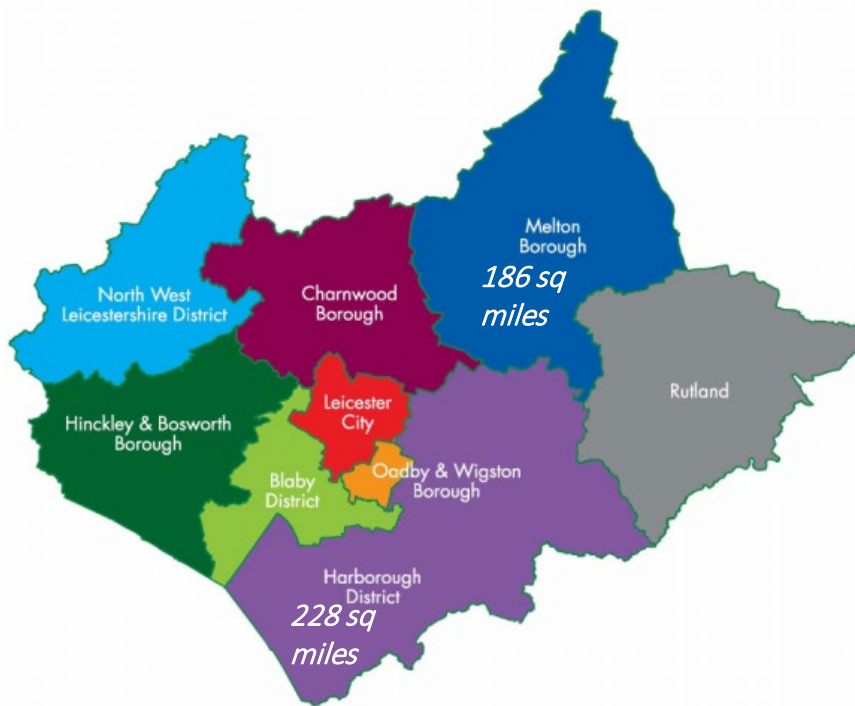 Melton
Borough
186 sq
miles
North West
Leicestershire District
Charnwood
Borough
Rutland
Leicester
City
Hinckley & Bosworth
Borough
Oadby & Wigston
Borough
Blaby
District
Harborough
District
228 sq
miles